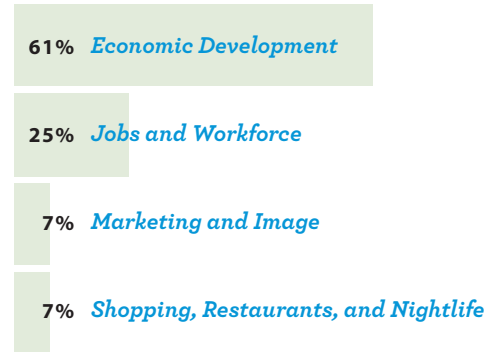 61% Economic Development
25% Jobs and Workforce
7% Marketing and Image
7% Shopping, Restaurants, and Nightlife